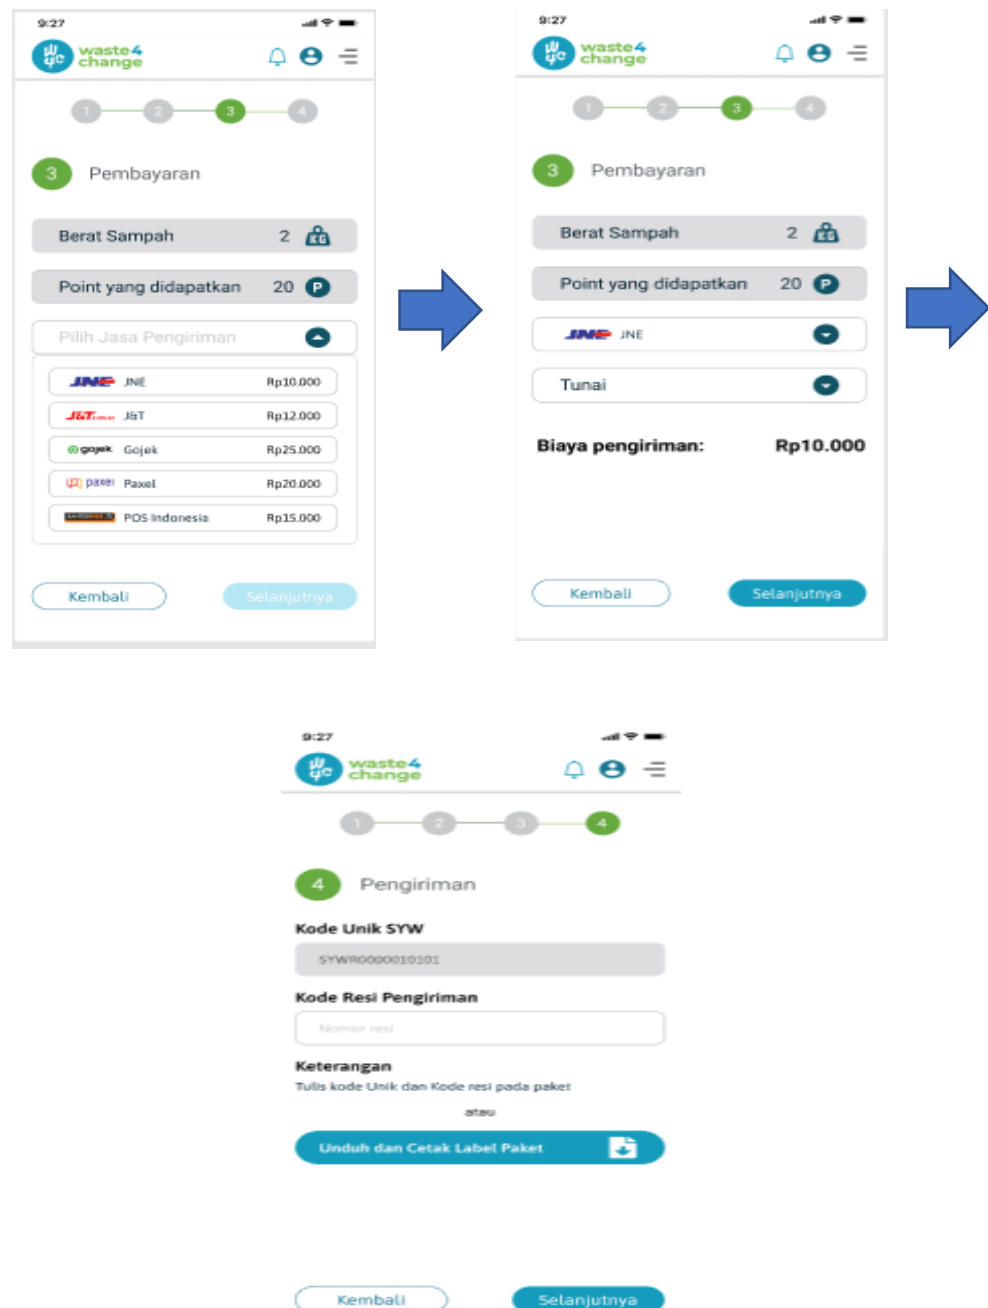 9:27
waste4
change
1 2 3 4
3 Pembayaran
Berat Sampah 2 KG
Point yang didapatkan 20 P
Pilih Jasa Pengiriman
JNE JNE Rp10.000
J&T J&T Rp12.000
gojek Gojek Rp25.000
paxel Paxel Rp20.000
POS Indonesia Rp15.000
Kembali Selanjutnya
9:27
waste4
change
1 2 3 4
3 Pembayaran
Berat Sampah 2 KG
Point yang didapatkan 20 P
JNE JNE
Tunai
Biaya pengiriman: Rp10.000
Kembali Selanjutnya
9:27
waste4
change
1 2 3 4
4 Pengiriman
Kode Unik SYW
SYWR0000010101
Kode Resi Pengiriman
Nomor resi
Keterangan
Tulis kode Unik dan Kode resi pada paket
atau
Unduh dan Cetak Label Paket
Kembali Selanjutnya